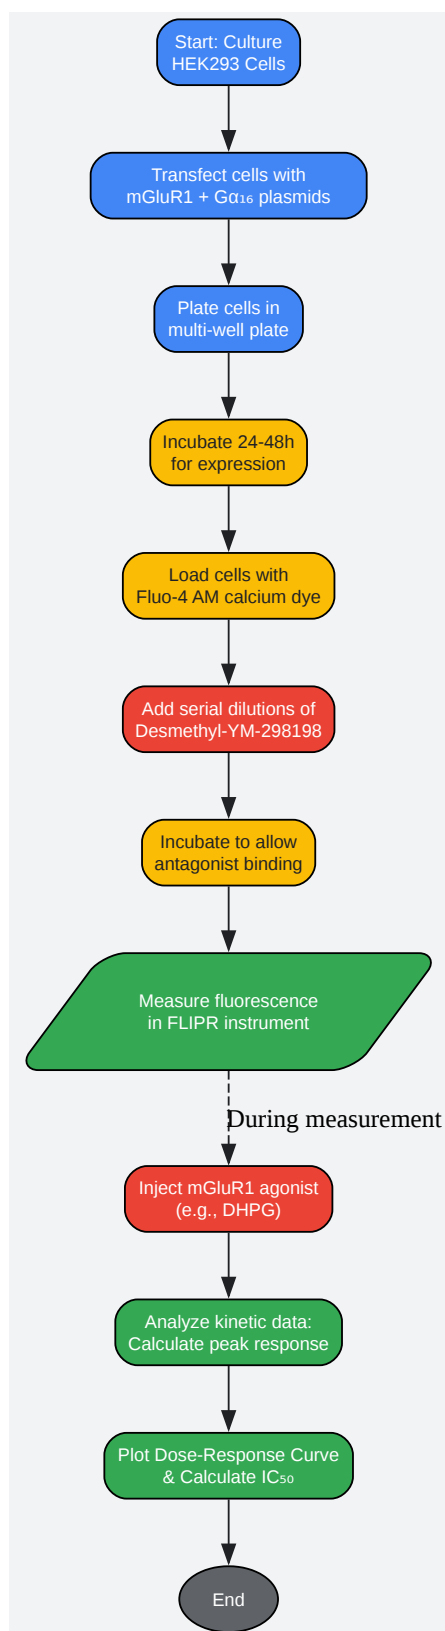 Start: Culture
HEK293 Cells
Transfect cells with
mGluR1 + Gα₁₆ plasmids
Plate cells in
multi-well plate
Incubate 24-48h
for expression
Load cells with
Fluo-4 AM calcium dye
Add serial dilutions of
Desmethyl-YM-298198
Incubate to allow
antagonist binding
Measure fluorescence
in FLIPR instrument
During measurement
Inject mGluR1 agonist
(e.g., DHPG)
Analyze kinetic data:
Calculate peak response
Plot Dose-Response Curve
& Calculate IC₅₀
End